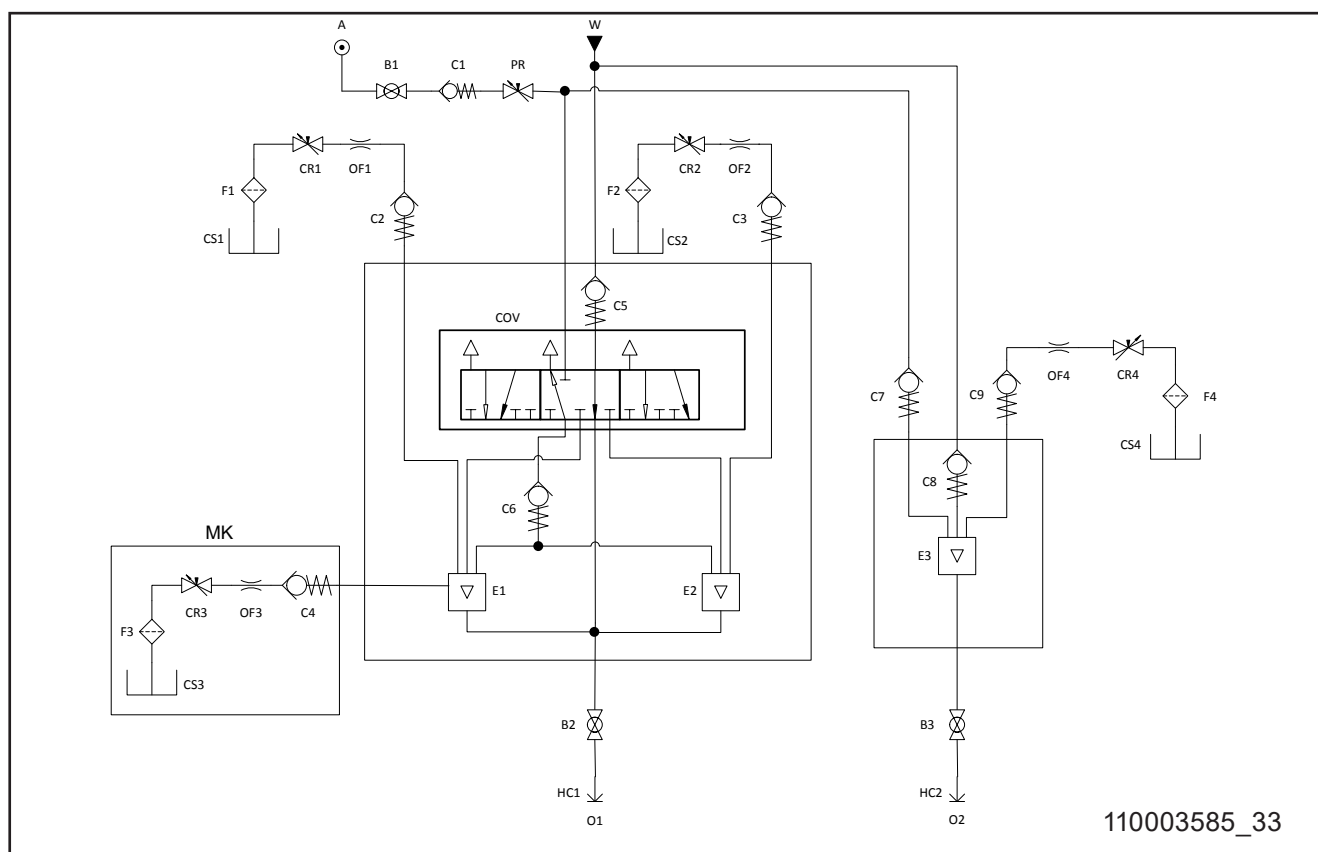 A
W
B1
C1
PR
CR1
OF1
CR2
OF2
F1
C2
F2
C3
CS1
CS2
C5
COV
OF4
CR4
C7
C9
F4
CS4
C8
C6
MK
E3
E1
E2
CR3
OF3
C4
F3
CS3
B2
B3
HC1
HC2
O1
O2
110003585_33